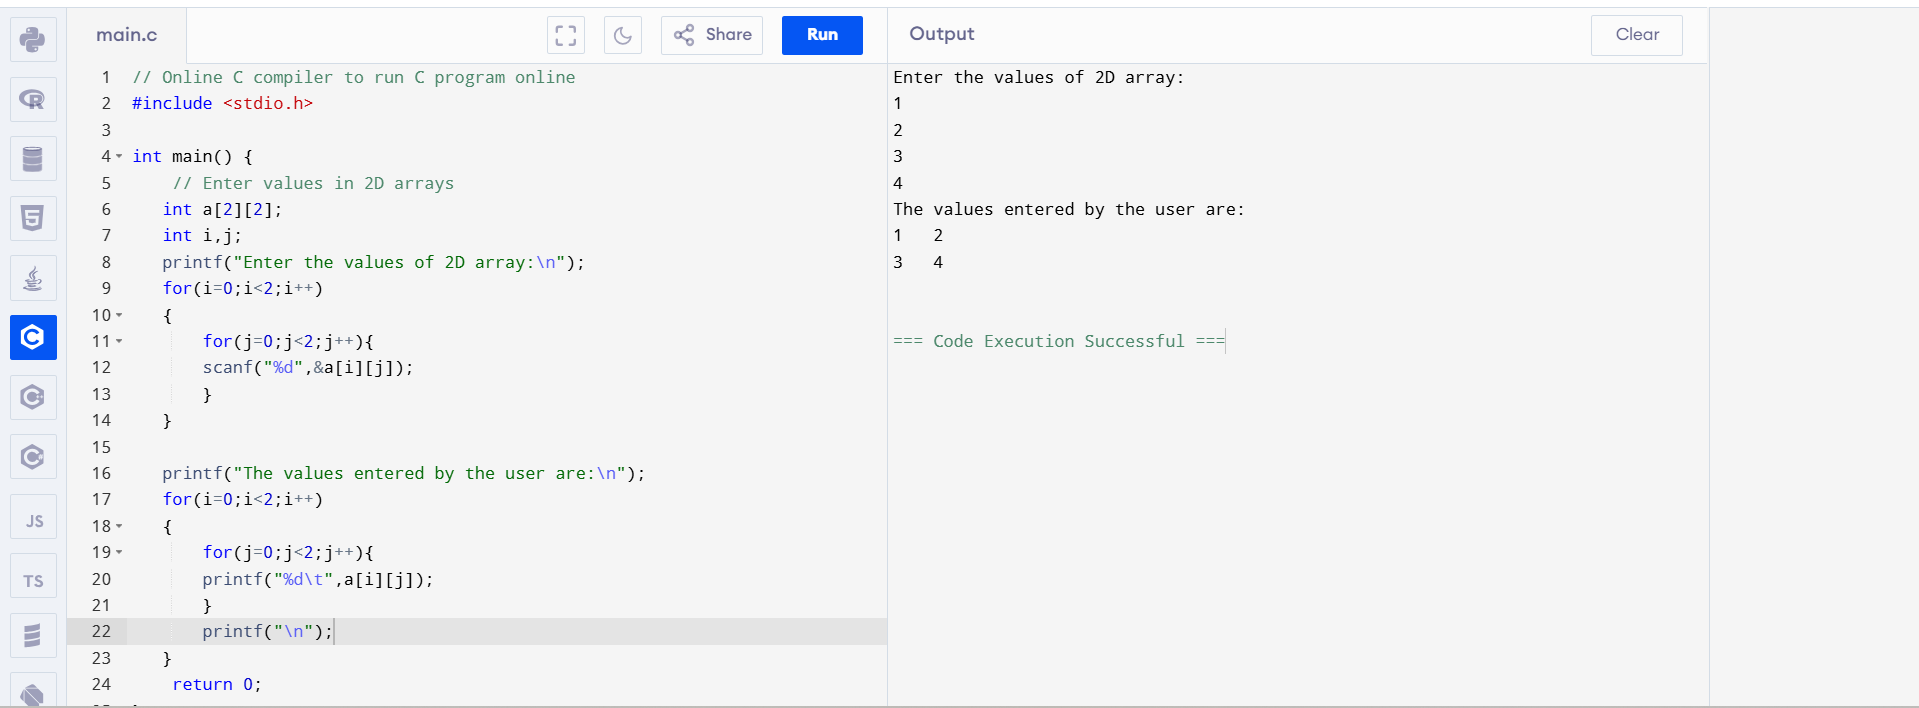 main.c
Share
Run
Output
Clear
1 // Online C compiler to run C program online
2 #include <stdio.h>
3
4 int main() {
5     // Enter values in 2D arrays
6    int a[2][2];
7    int i,j;
8    printf("Enter the values of 2D array:\n");
9    for(i=0;i<2;i++)
10    {
11        for(j=0;j<2;j++){
12        scanf("%d",&a[i][j]);
13        }
14    }
15
16    printf("The values entered by the user are:\n");
17    for(i=0;i<2;i++)
18    {
19        for(j=0;j<2;j++){
20        printf("%d\t",a[i][j]);
21        }
22        printf("\n");
23    }
24     return 0;
Enter the values of 2D array:
1
2
3
4
The values entered by the user are:
1   2
3   4
=== Code Execution Successful ===
R
5
C
C
C
JS
TS